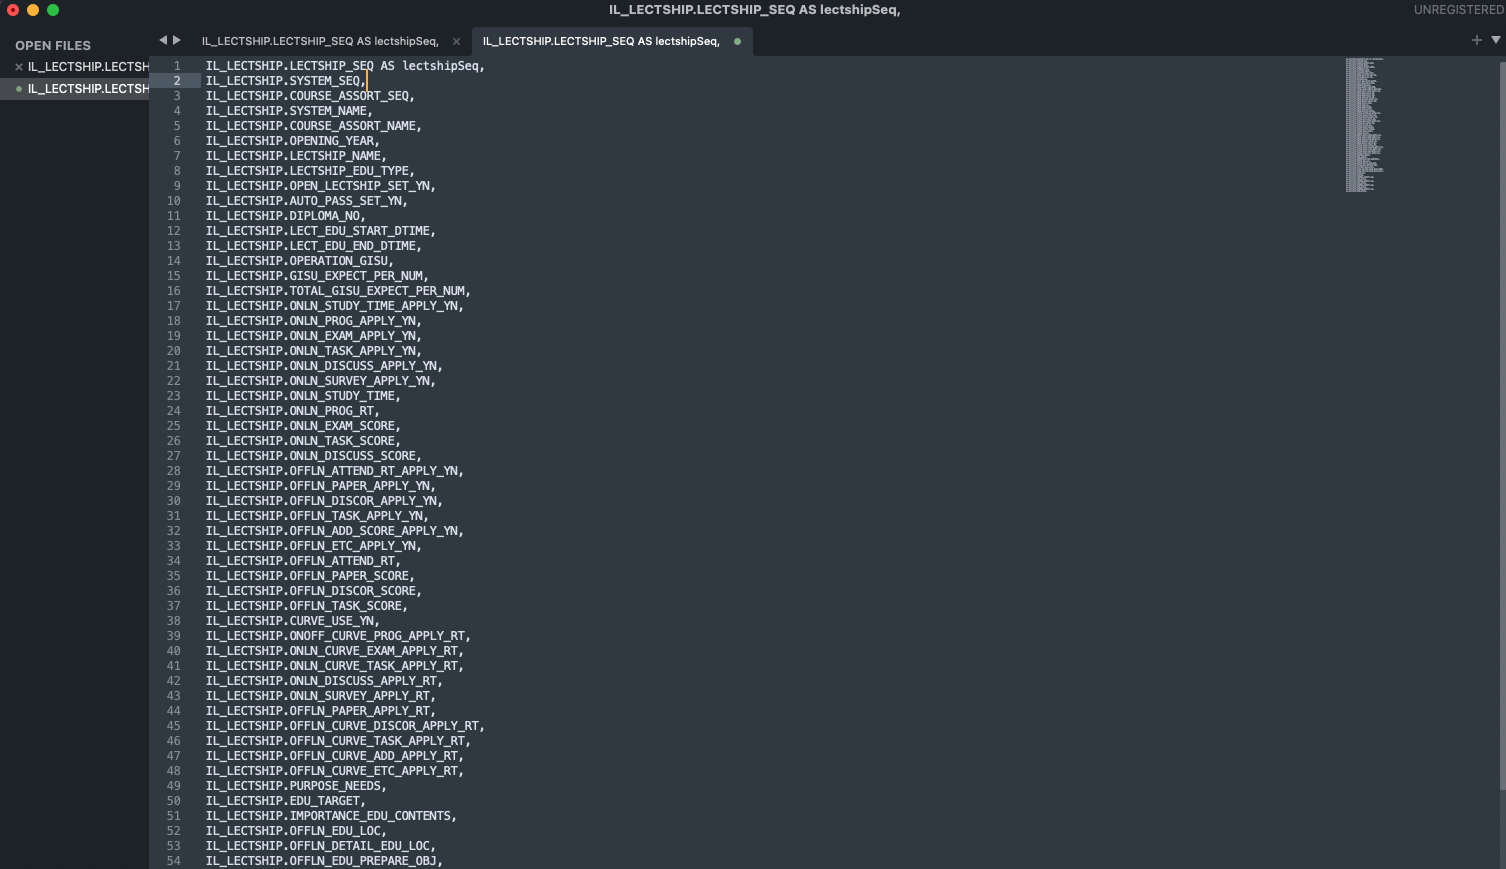 IL_LECTSHIP.LECTSHIP_SEQ AS lectshipSeq,
UNREGISTERED
OPEN FILES
IL_LECTSHIP.LECTSH
IL_LECTSHIP.LECTSH
IL_LECTSHIP.LECTSHIP_SEQ AS lectshipSeq,
IL_LECTSHIP.LECTSHIP_SEQ AS lectshipSeq,
1 IL_LECTSHIP.LECTSHIP_SEQ AS lectshipSeq,
2 IL_LECTSHIP.SYSTEM_SEQ,
3 IL_LECTSHIP.COURSE_ASSORT_SEQ,
4 IL_LECTSHIP.SYSTEM_NAME,
5 IL_LECTSHIP.COURSE_ASSORT_NAME,
6 IL_LECTSHIP.OPENING_YEAR,
7 IL_LECTSHIP.LECTSHIP_NAME,
8 IL_LECTSHIP.LECTSHIP_EDU_TYPE,
9 IL_LECTSHIP.OPEN_LECTSHIP_SET_YN,
10 IL_LECTSHIP.AUTO_PASS_SET_YN,
11 IL_LECTSHIP.DIPLOMA_NO,
12 IL_LECTSHIP.LECT_EDU_START_DTIME,
13 IL_LECTSHIP.LECT_EDU_END_DTIME,
14 IL_LECTSHIP.OPERATION_GISU,
15 IL_LECTSHIP.GISU_EXPECT_PER_NUM,
16 IL_LECTSHIP.TOTAL_GISU_EXPECT_PER_NUM,
17 IL_LECTSHIP.ONLN_STUDY_TIME_APPLY_YN,
18 IL_LECTSHIP.ONLN_PROG_APPLY_YN,
19 IL_LECTSHIP.ONLN_EXAM_APPLY_YN,
20 IL_LECTSHIP.ONLN_TASK_APPLY_YN,
21 IL_LECTSHIP.ONLN_DISCUSS_APPLY_YN,
22 IL_LECTSHIP.ONLN_SURVEY_APPLY_YN,
23 IL_LECTSHIP.ONLN_STUDY_TIME,
24 IL_LECTSHIP.ONLN_PROG_RT,
25 IL_LECTSHIP.ONLN_EXAM_SCORE,
26 IL_LECTSHIP.ONLN_TASK_SCORE,
27 IL_LECTSHIP.ONLN_DISCUSS_SCORE,
28 IL_LECTSHIP.OFFLN_ATTEND_RT_APPLY_YN,
29 IL_LECTSHIP.OFFLN_PAPER_APPLY_YN,
30 IL_LECTSHIP.OFFLN_DISCOR_APPLY_YN,
31 IL_LECTSHIP.OFFLN_TASK_APPLY_YN,
32 IL_LECTSHIP.OFFLN_ADD_SCORE_APPLY_YN,
33 IL_LECTSHIP.OFFLN_ETC_APPLY_YN,
34 IL_LECTSHIP.OFFLN_ATTEND_RT,
35 IL_LECTSHIP.OFFLN_PAPER_SCORE,
36 IL_LECTSHIP.OFFLN_DISCOR_SCORE,
37 IL_LECTSHIP.OFFLN_TASK_SCORE,
38 IL_LECTSHIP.CURVE_USE_YN,
39 IL_LECTSHIP.ONOFF_CURVE_PROG_APPLY_RT,
40 IL_LECTSHIP.ONLN_CURVE_EXAM_APPLY_RT,
41 IL_LECTSHIP.ONLN_CURVE_TASK_APPLY_RT,
42 IL_LECTSHIP.ONLN_DISCUSS_APPLY_RT,
43 IL_LECTSHIP.ONLN_SURVEY_APPLY_RT,
44 IL_LECTSHIP.OFFLN_PAPER_APPLY_RT,
45 IL_LECTSHIP.OFFLN_CURVE_DISCOR_APPLY_RT,
46 IL_LECTSHIP.OFFLN_CURVE_TASK_APPLY_RT,
47 IL_LECTSHIP.OFFLN_CURVE_ADD_APPLY_RT,
48 IL_LECTSHIP.OFFLN_CURVE_ETC_APPLY_RT,
49 IL_LECTSHIP.PURPOSE_NEEDS,
50 IL_LECTSHIP.EDU_TARGET,
51 IL_LECTSHIP.IMPORTANCE_EDU_CONTENTS,
52 IL_LECTSHIP.OFFLN_EDU_LOC,
53 IL_LECTSHIP.OFFLN_DETAIL_EDU_LOC,
54 IL_LECTSHIP.OFFLN_EDU_PREPARE_OBJ,